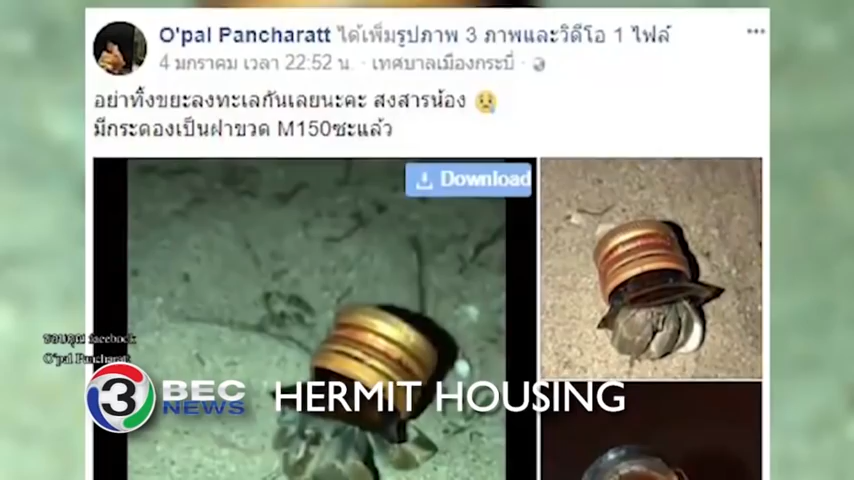 O'pal Pancharatt ได้เพิ่มรูปภาพ 3 ภาพและวิดีโอ 1 ไฟล์
4 มกราคม เวลา 22:52 น. · เทศบาลเมืองกระบี่ ·
อย่าทิ้งขยะลงทะเลกันเลยนะคะ สงสารน้อง
มีกระดองเป็นฝาขวด M150ซะแล้ว
Download
ขอบคุณ facebook
O'pal Pancharatt
3 BEC NEWS
HERMIT HOUSING